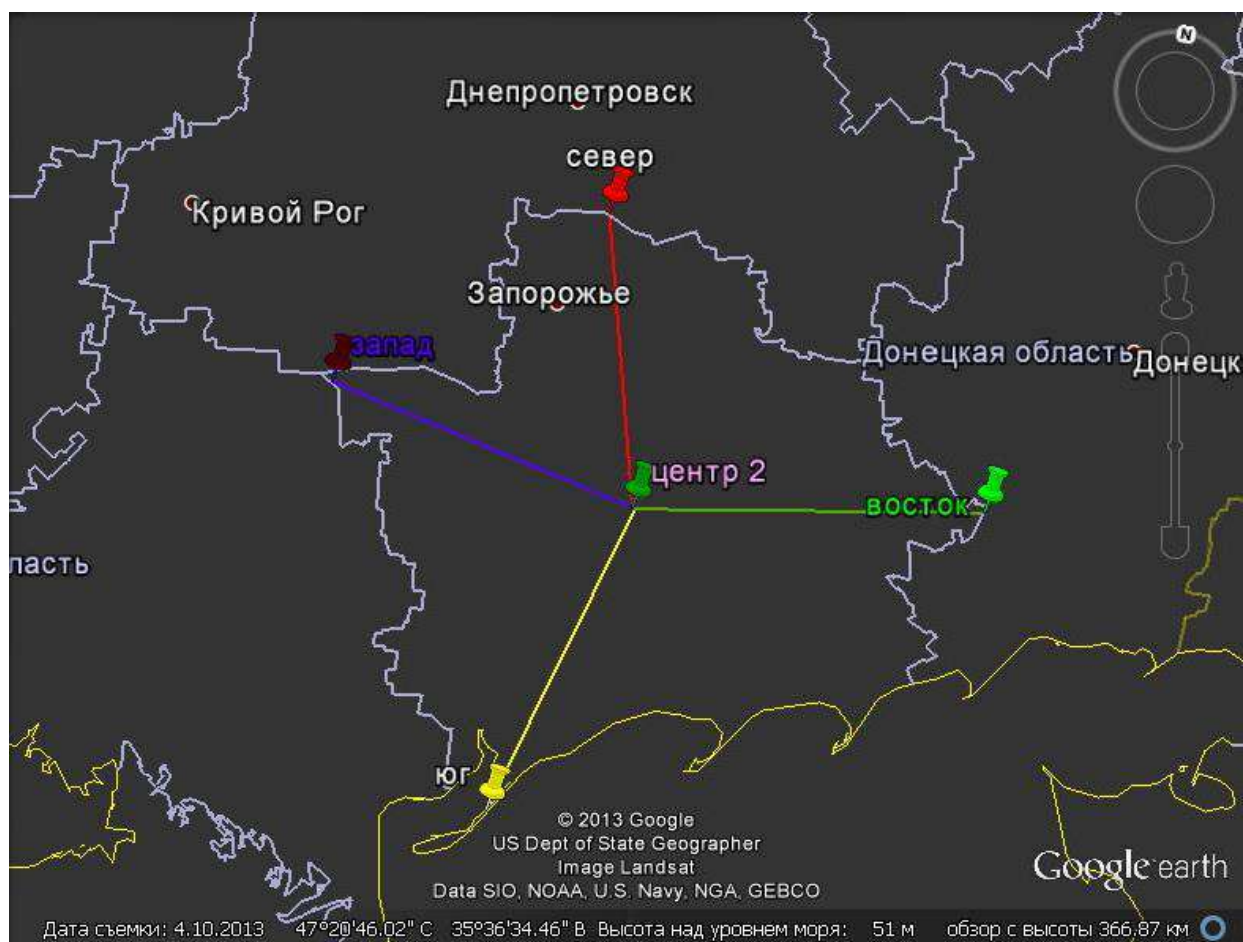 N
Днепропетровск
север
Кривой Рог
Запорожье
запад
Донецкая область
Донецк
центр 2
восток
ласть
юг
© 2013 Google
US Dept of State Geographer
Image Landsat
Data SIO, NOAA, U.S. Navy, NGA, GEBCO
Google earth
Дата съемки: 4.10.2013 47°20'46.02" С 35°36'34.46" В Высота над уровнем моря: 51 м обзор с высоты 366.87 км